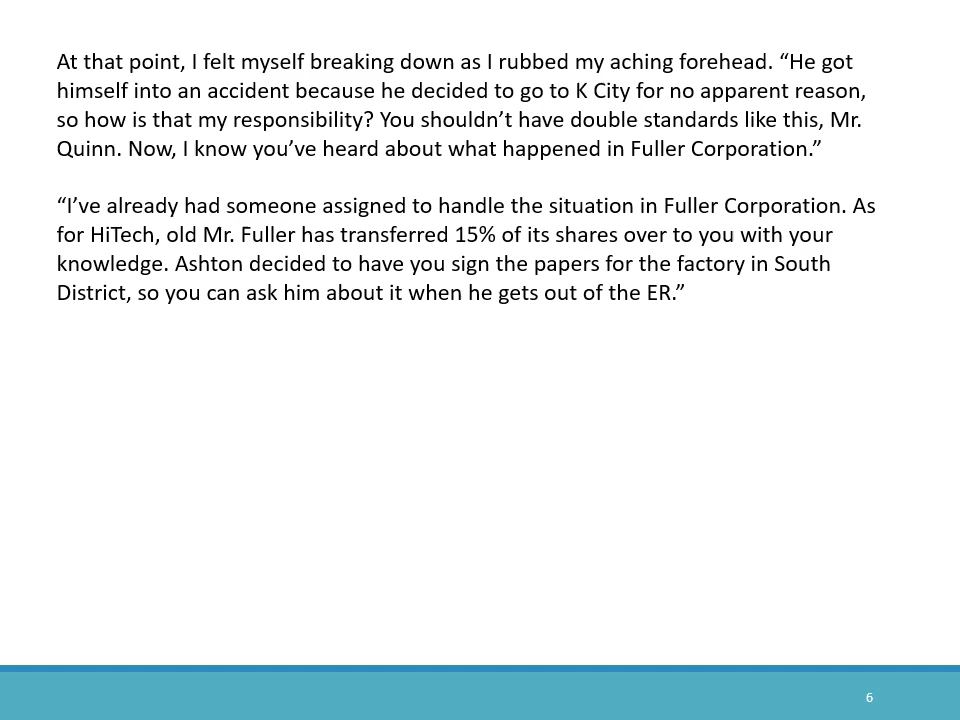 At that point, I felt myself breaking down as I rubbed my aching forehead. “He got
himself into an accident because he decided to go to K City for no apparent reason,
so how is that my responsibility? You shouldn’t have double standards like this, Mr.
Quinn. Now, I know you’ve heard about what happened in Fuller Corporation.”
“I’ve already had someone assigned to handle the situation in Fuller Corporation. As
for HiTech, old Mr. Fuller has transferred 15% of its shares over to you with your
knowledge. Ashton decided to have you sign the papers for the factory in South
District, so you can ask him about it when he gets out of the ER.”
6